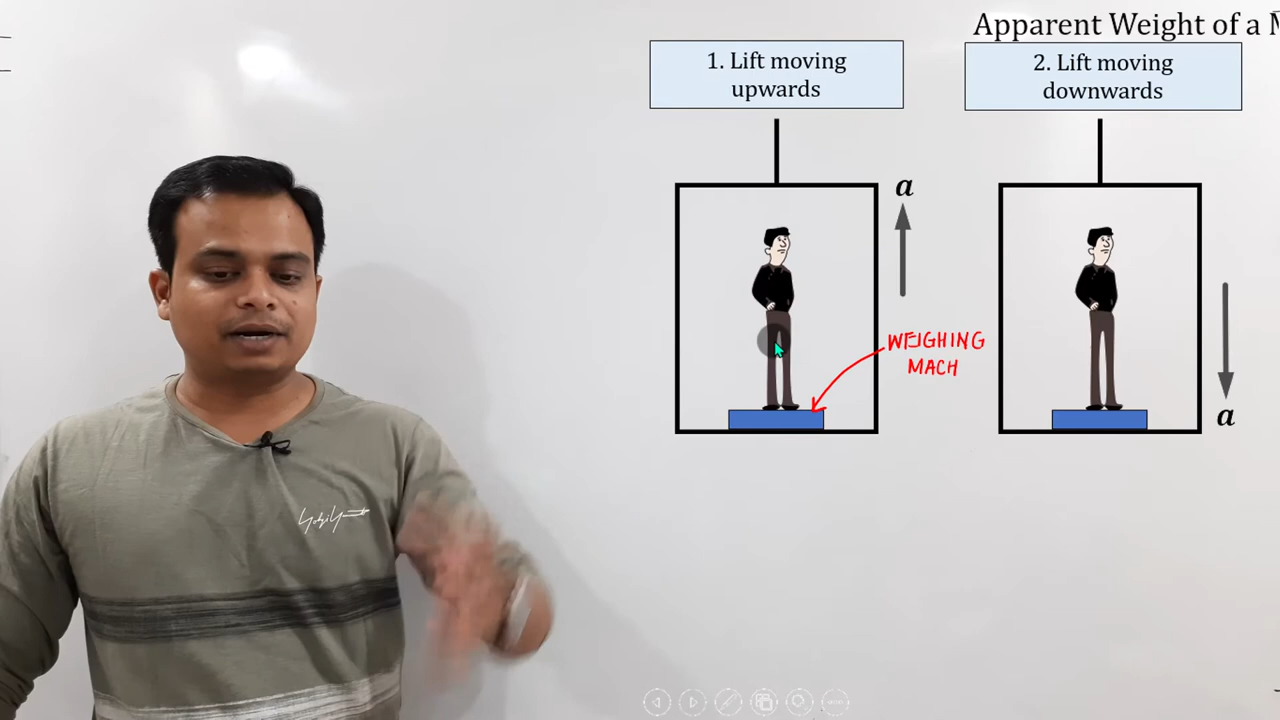 Apparent Weight of a
1. Lift moving
upwards
2. Lift moving
downwards
a
WEIGHING
MACH
a